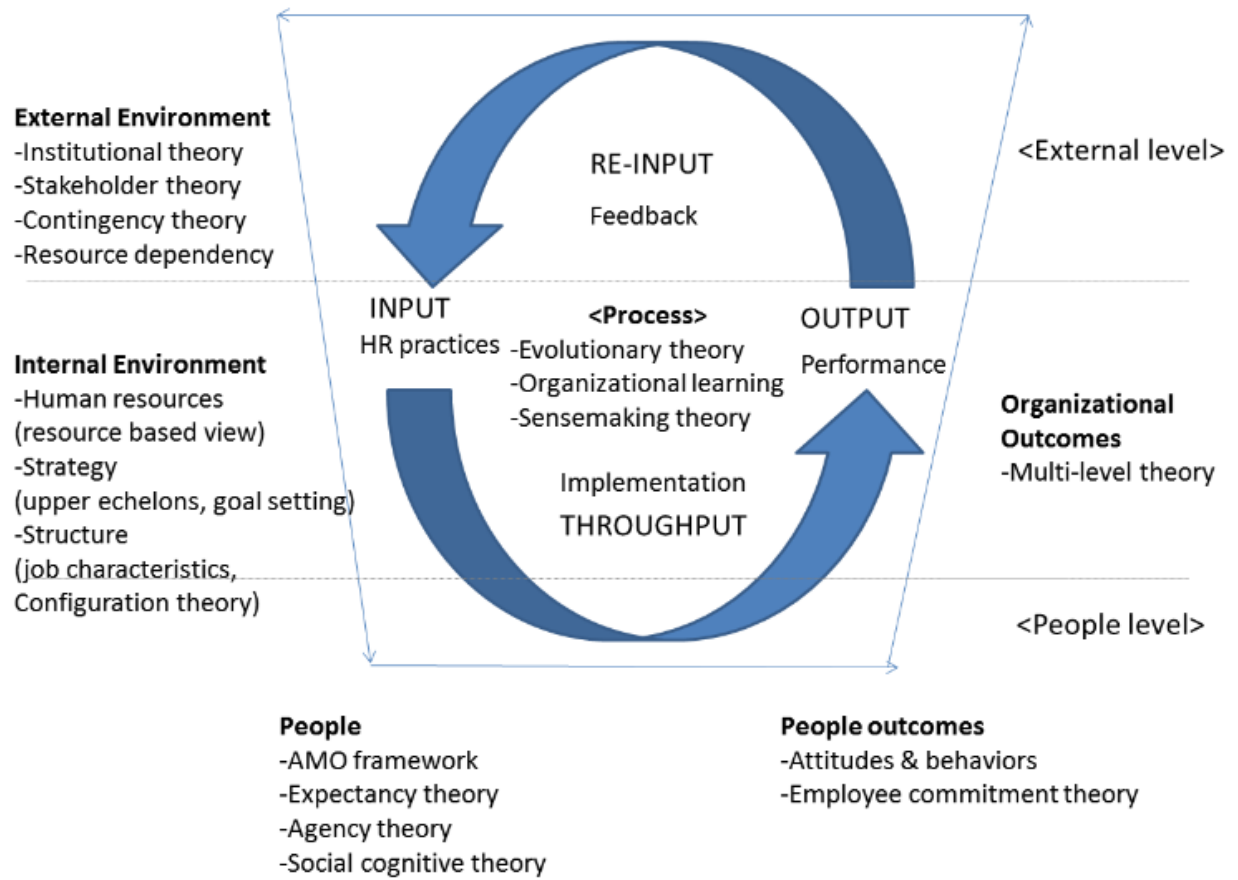 External Environment
-Institutional theory
-Stakeholder theory
-Contingency theory
-Resource dependency
<External level>
RE-INPUT
Feedback
INPUT
HR practices
<Process>
-Evolutionary theory
-Organizational learning
-Sensemaking theory
OUTPUT
Performance
Internal Environment
-Human resources
(resource based view)
-Strategy
(upper echelons, goal setting)
-Structure
(job characteristics,
Configuration theory)
Implementation
THROUGHPUT
Organizational
Outcomes
-Multi-level theory
<People level>
People
-AMO framework
-Expectancy theory
-Agency theory
-Social cognitive theory
People outcomes
-Attitudes & behaviors
-Employee commitment theory